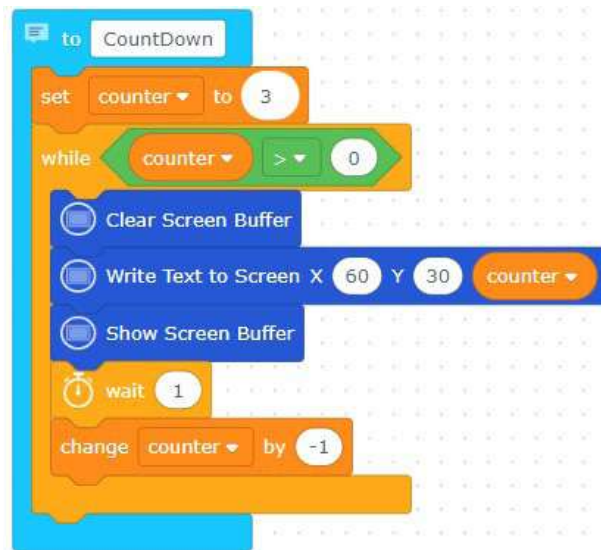 to CountDown
set counter to 3
while counter > 0
Clear Screen Buffer
Write Text to Screen X 60 Y 30 counter
Show Screen Buffer
wait 1
change counter by -1